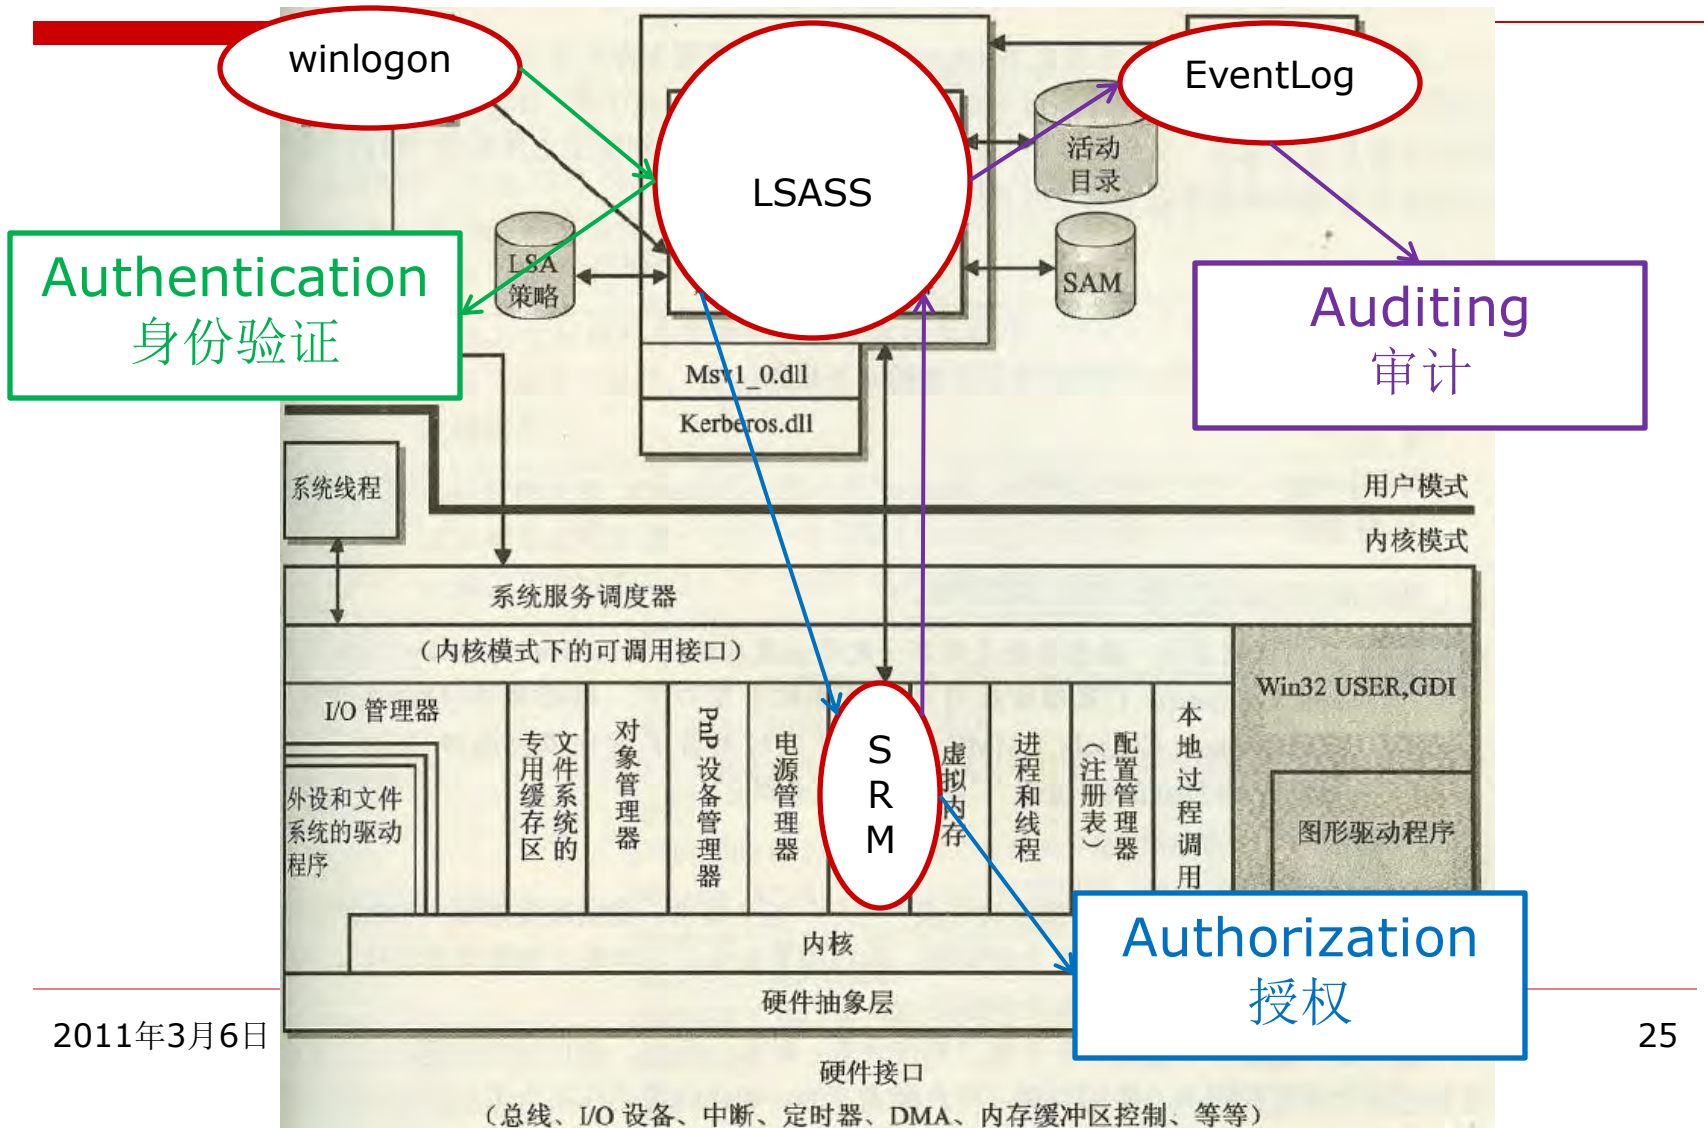 winlogon
EventLog
LSASS
活动
目录
Authentication
身份验证
LSA
策略
SAM
Auditing
审计
Msv1_0.dll
Kerberos.dll
系统线程
用户模式
内核模式
系统服务调度器
（内核模式下的可调用接口）
Win32 USER,GDI
I/O 管理器
外设和文件
系统的驱动
程序
文件系统的
专用缓存区
对象管理器
PnP 设备管理器
电源管理器
SRM
虚拟内存
进程和线程
配置管理器
（注册表）
本地过程调用
图形驱动程序
内核
Authorization
授权
硬件抽象层
2011年3月6日
25
硬件接口
（总线、I/O 设备、中断、定时器、DMA、内存缓冲区控制、等等）